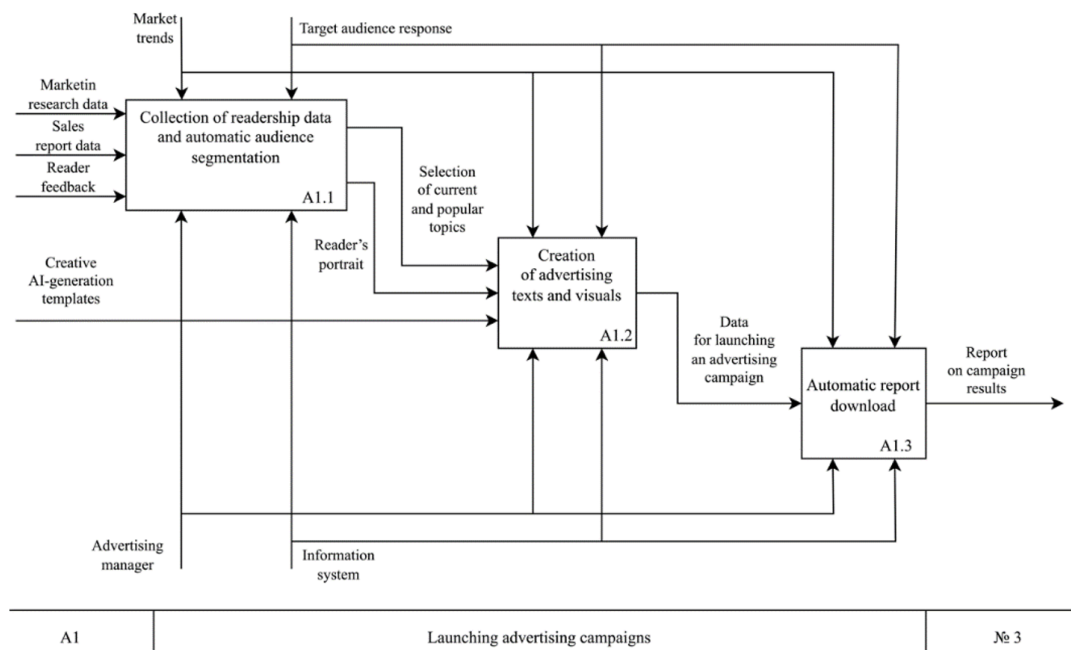 Market
trends
Target audience response
Marketin
research data
Sales
report data
Reader
feedback
Collection of readership data
and automatic audience
segmentation
A1.1
Selection
of current
and popular
topics
Reader’s
portrait
Creative
AI-generation
templates
Creation
of advertising
texts and visuals
A1.2
Data
for launching
an advertising
campaign
Automatic report
download
A1.3
Report
on campaign
results
Advertising
manager
Information
system
A1
Launching advertising campaigns
№ 3